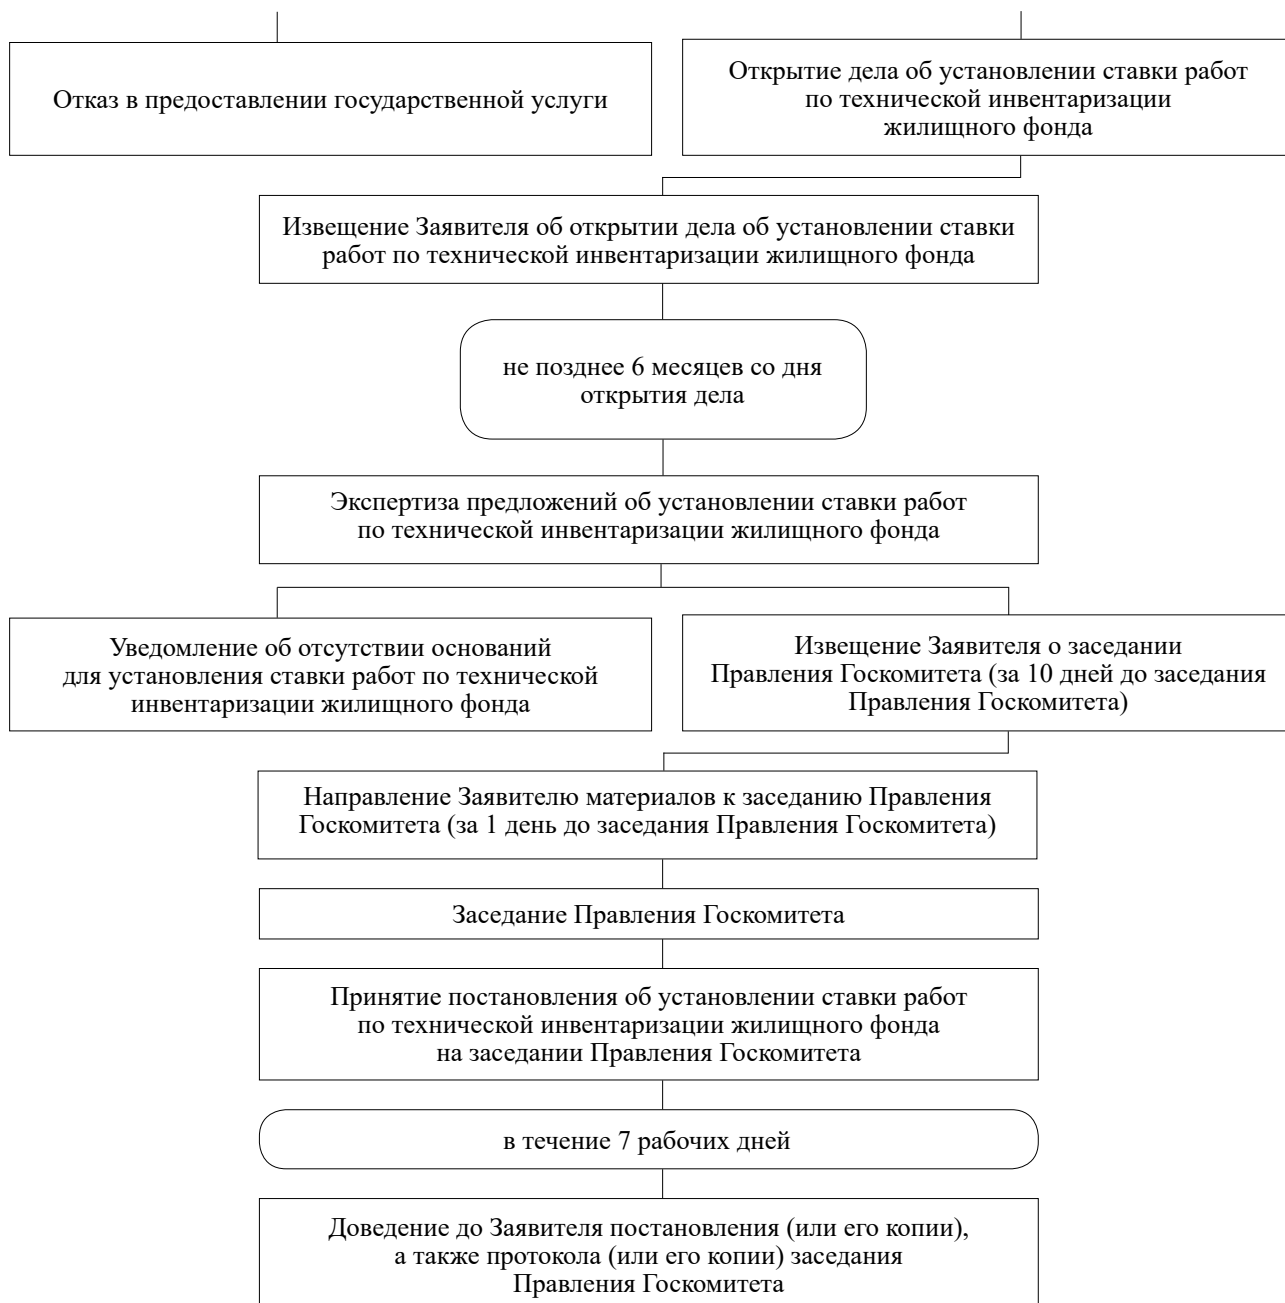 Отказ в предоставлении государственной услуги
Открытие дела об установлении ставки работ
по технической инвентаризации
жилищного фонда
Извещение Заявителя об открытии дела об установлении ставки
работ по технической инвентаризации жилищного фонда
не позднее 6 месяцев со дня
открытия дела
Экспертиза предложений об установлении ставки работ
по технической инвентаризации жилищного фонда
Уведомление об отсутствии оснований
для установления ставки работ по технической
инвентаризации жилищного фонда
Извещение Заявителя о заседании
Правления Госкомитета (за 10 дней до заседания
Правления Госкомитета)
Направление Заявителю материалов к заседанию Правления
Госкомитета (за 1 день до заседания Правления Госкомитета)
Заседание Правления Госкомитета
Принятие постановления об установлении ставки работ
по технической инвентаризации жилищного фонда
на заседании Правления Госкомитета
в течение 7 рабочих дней
Доведение до Заявителя постановления (или его копии),
а также протокола (или его копии) заседания
Правления Госкомитета